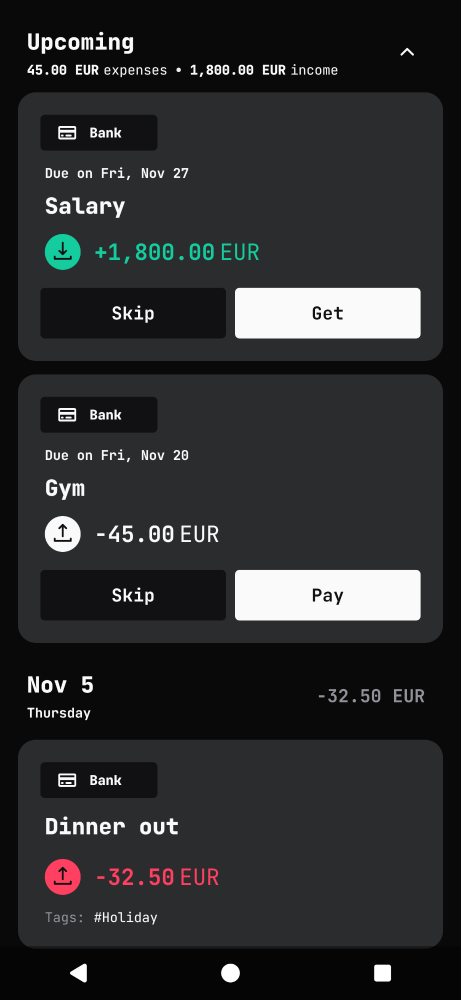 Upcoming
45.00 EUR expenses • 1,800.00 EUR income
Bank
Due on Fri, Nov 27
Salary
+1,800.00 EUR
Skip Get
Bank
Due on Fri, Nov 20
Gym
-45.00 EUR
Skip Pay
Nov 5
-32.50 EUR
Thursday
Bank
Dinner out
-32.50 EUR
Tags: #Holiday